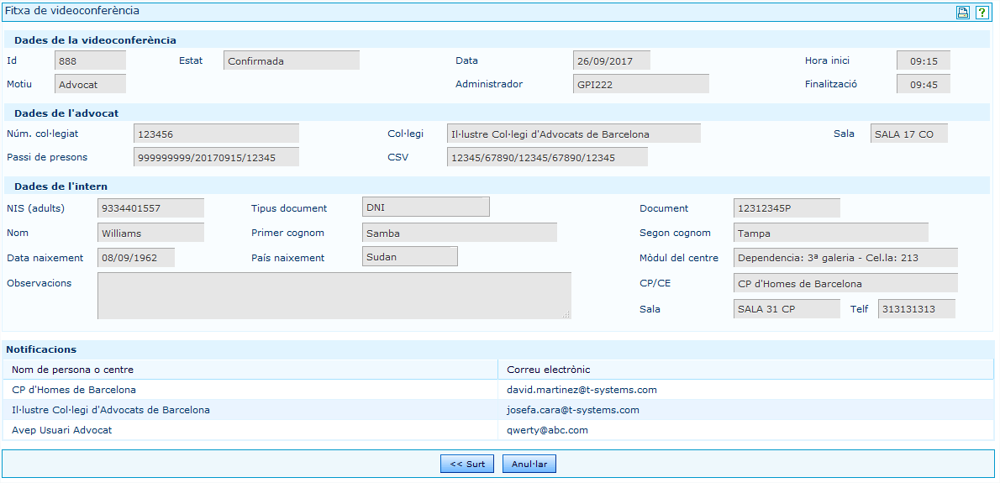 Fitxa de videoconferència ?
Dades de la videoconferència
Id 888 Estat Confirmada Data 26/09/2017 Hora inici 09:15
Motiu Advocat Administrador GPI222 Finalització 09:45
Dades de l'advocat
Núm. col·legiat 123456 Col·legi Il·lustre Col·legi d'Advocats de Barcelona Sala SALA 17 CO
Passi de presons 999999999/20170915/12345 CSV 12345/67890/12345/67890/12345
Dades de l'intern
NIS (adults) 9334401557 Tipus document DNI Document 12312345P
Nom Williams Primer cognom Samba Segon cognom Tampa
Data naixement 08/09/1962 País naixement Sudan Mòdul del centre Dependencia: 3ª galeria - Cel.la: 213
Observacions CP/CE CP d'Homes de Barcelona
Sala SALA 31 CP Telf 313131313
Notificacions
Nom de persona o centre Correu electrònic
CP d'Homes de Barcelona david.martinez@t-systems.com
Il·lustre Col·legi d'Advocats de Barcelona josefa.cara@t-systems.com
Avep Usuari Advocat qwerty@abc.com
<< Surt Anul·lar